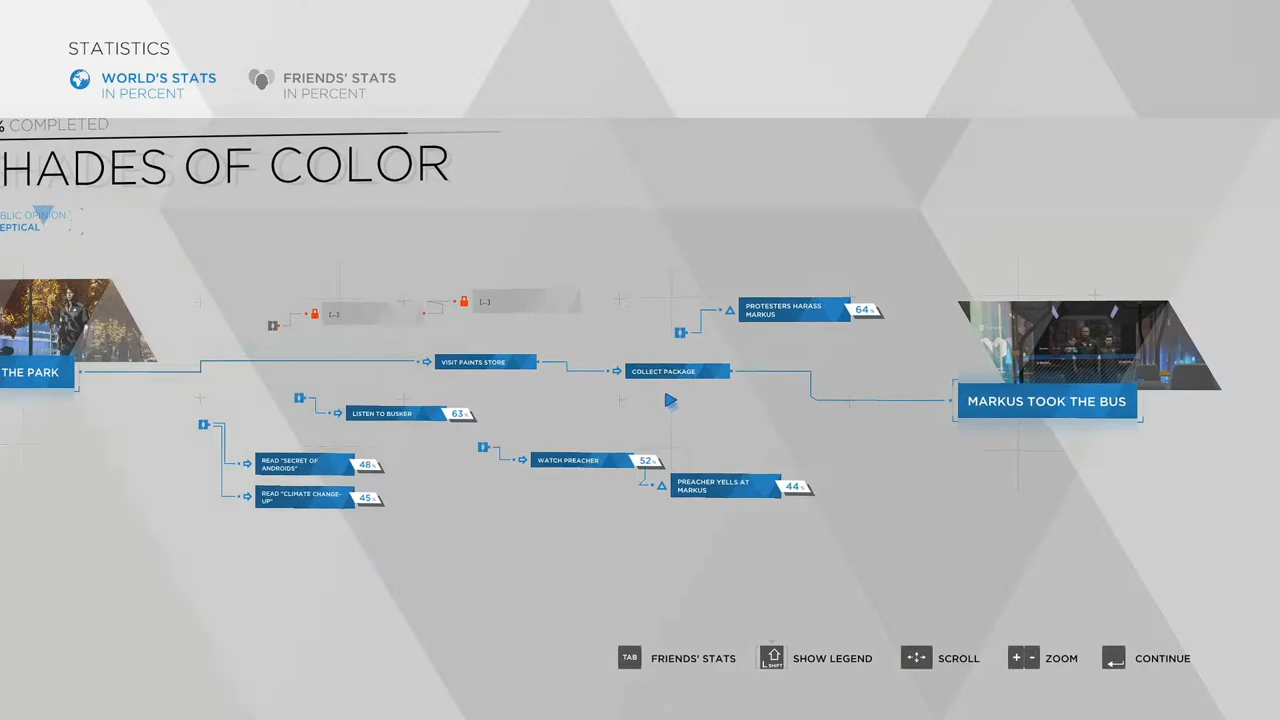 STATISTICS
WORLD'S STATS
IN PERCENT
FRIENDS' STATS
IN PERCENT
% COMPLETED
HADES OF COLOR
BLIC OPINION
EPTICAL
PROTESTERS HARASS
MARKUS
64%
[...]
[...]
VISIT PAINTS STORE
THE PARK
COLLECT PACKAGE
MARKUS TOOK THE BUS
LISTEN TO BUSKER
63%
READ "SECRET OF
ANDROIDS"
48%
WATCH PREACHER
52%
READ "CLIMATE CHANGE-
UP"
45%
PREACHER YELLS AT
MARKUS
44%
TAB
FRIENDS' STATS
L SHIFT
SHOW LEGEND
SCROLL
+ -
ZOOM
CONTINUE